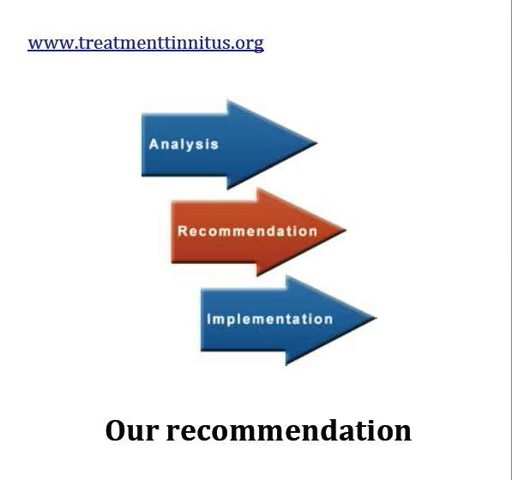 www.treatmenttinnitus.org
Analysis
Recommendation
Implementation
Our recommendation